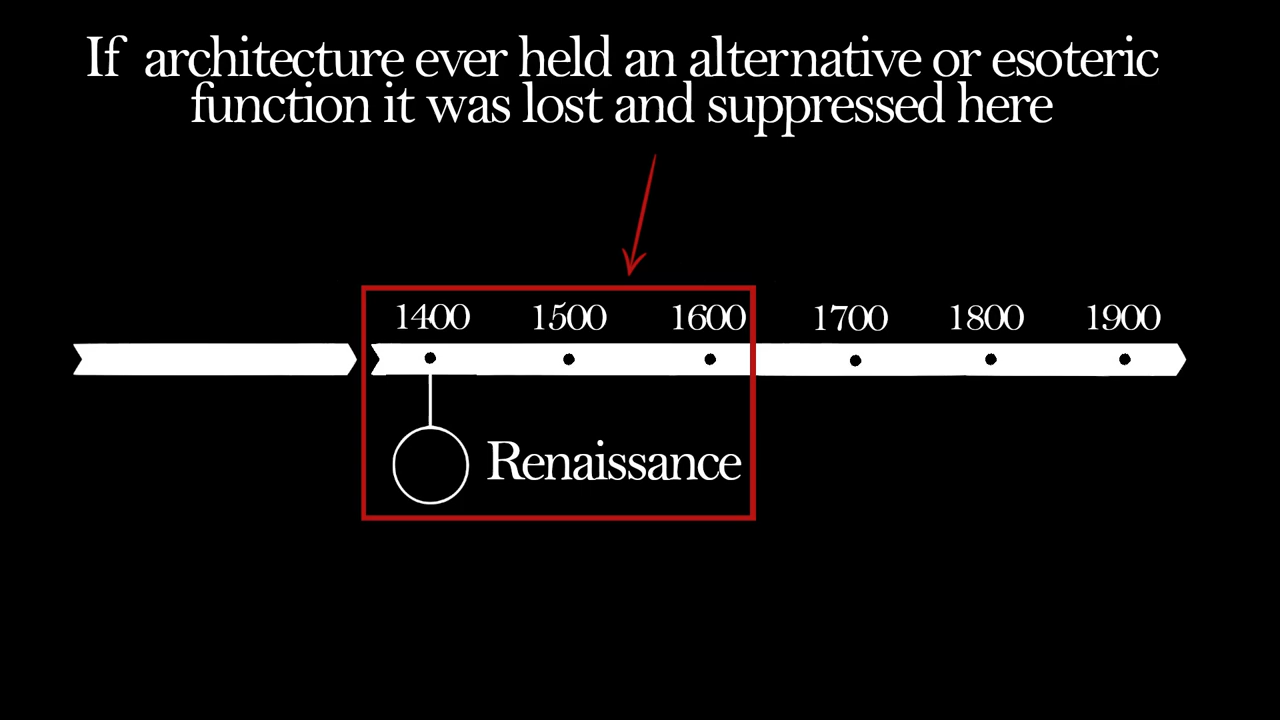 If architecture ever held an alternative or esoteric
function it was lost and suppressed here
1400 1500 1600 1700 1800 1900
Renaissance